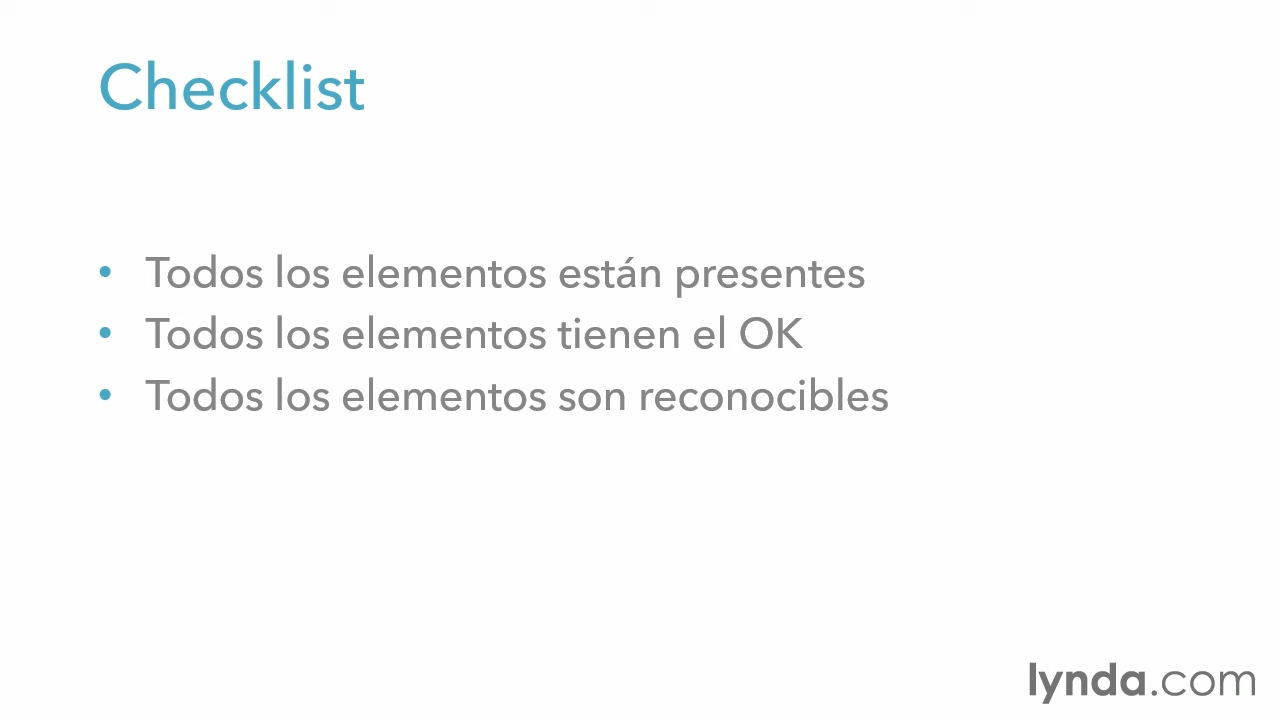 Checklist
• Todos los elementos están presentes
• Todos los elementos tienen el OK
• Todos los elementos son reconocibles
lynda.com